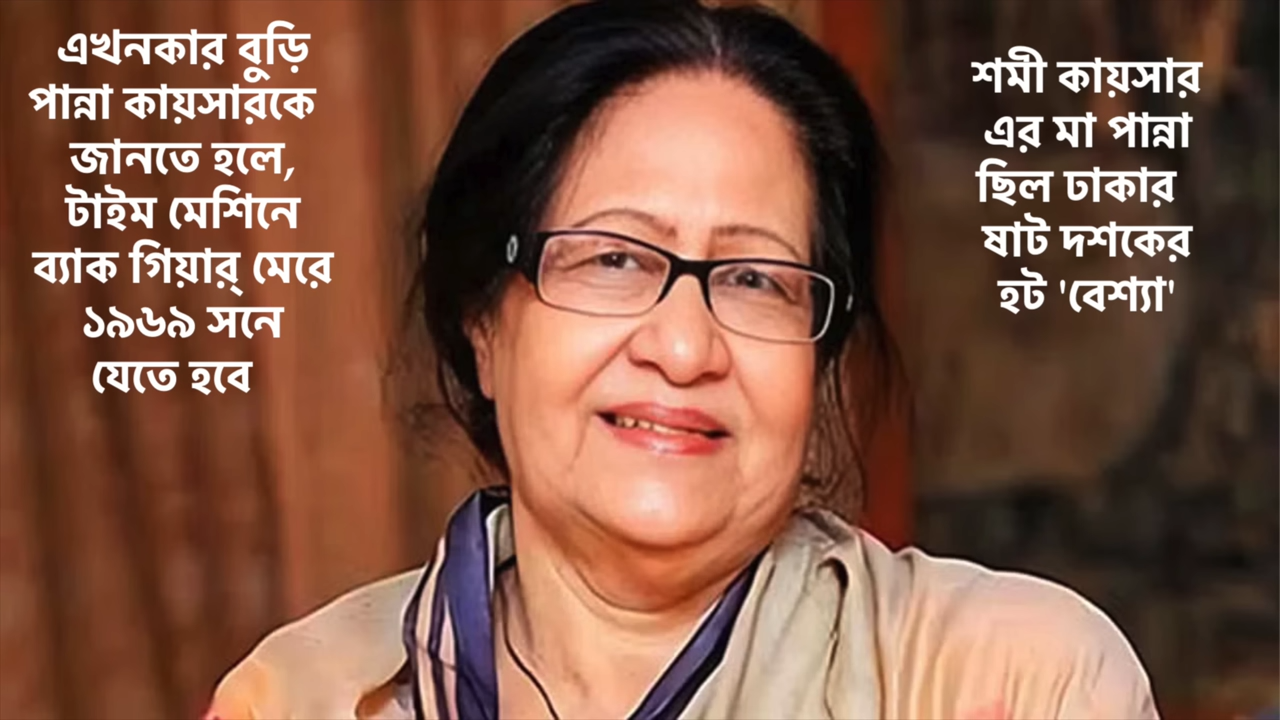 এখনকার বুড়ি
পান্না কায়সারকে
জানতে হলে,
টাইম মেশিনে
ব্যাক গিয়ার্ মেরে
১৯৬৯ সনে
যেতে হবে
শমী কায়সার
এর মা পান্না
ছিল ঢাকার
ষাট দশকের
হট 'বেশ্যা'